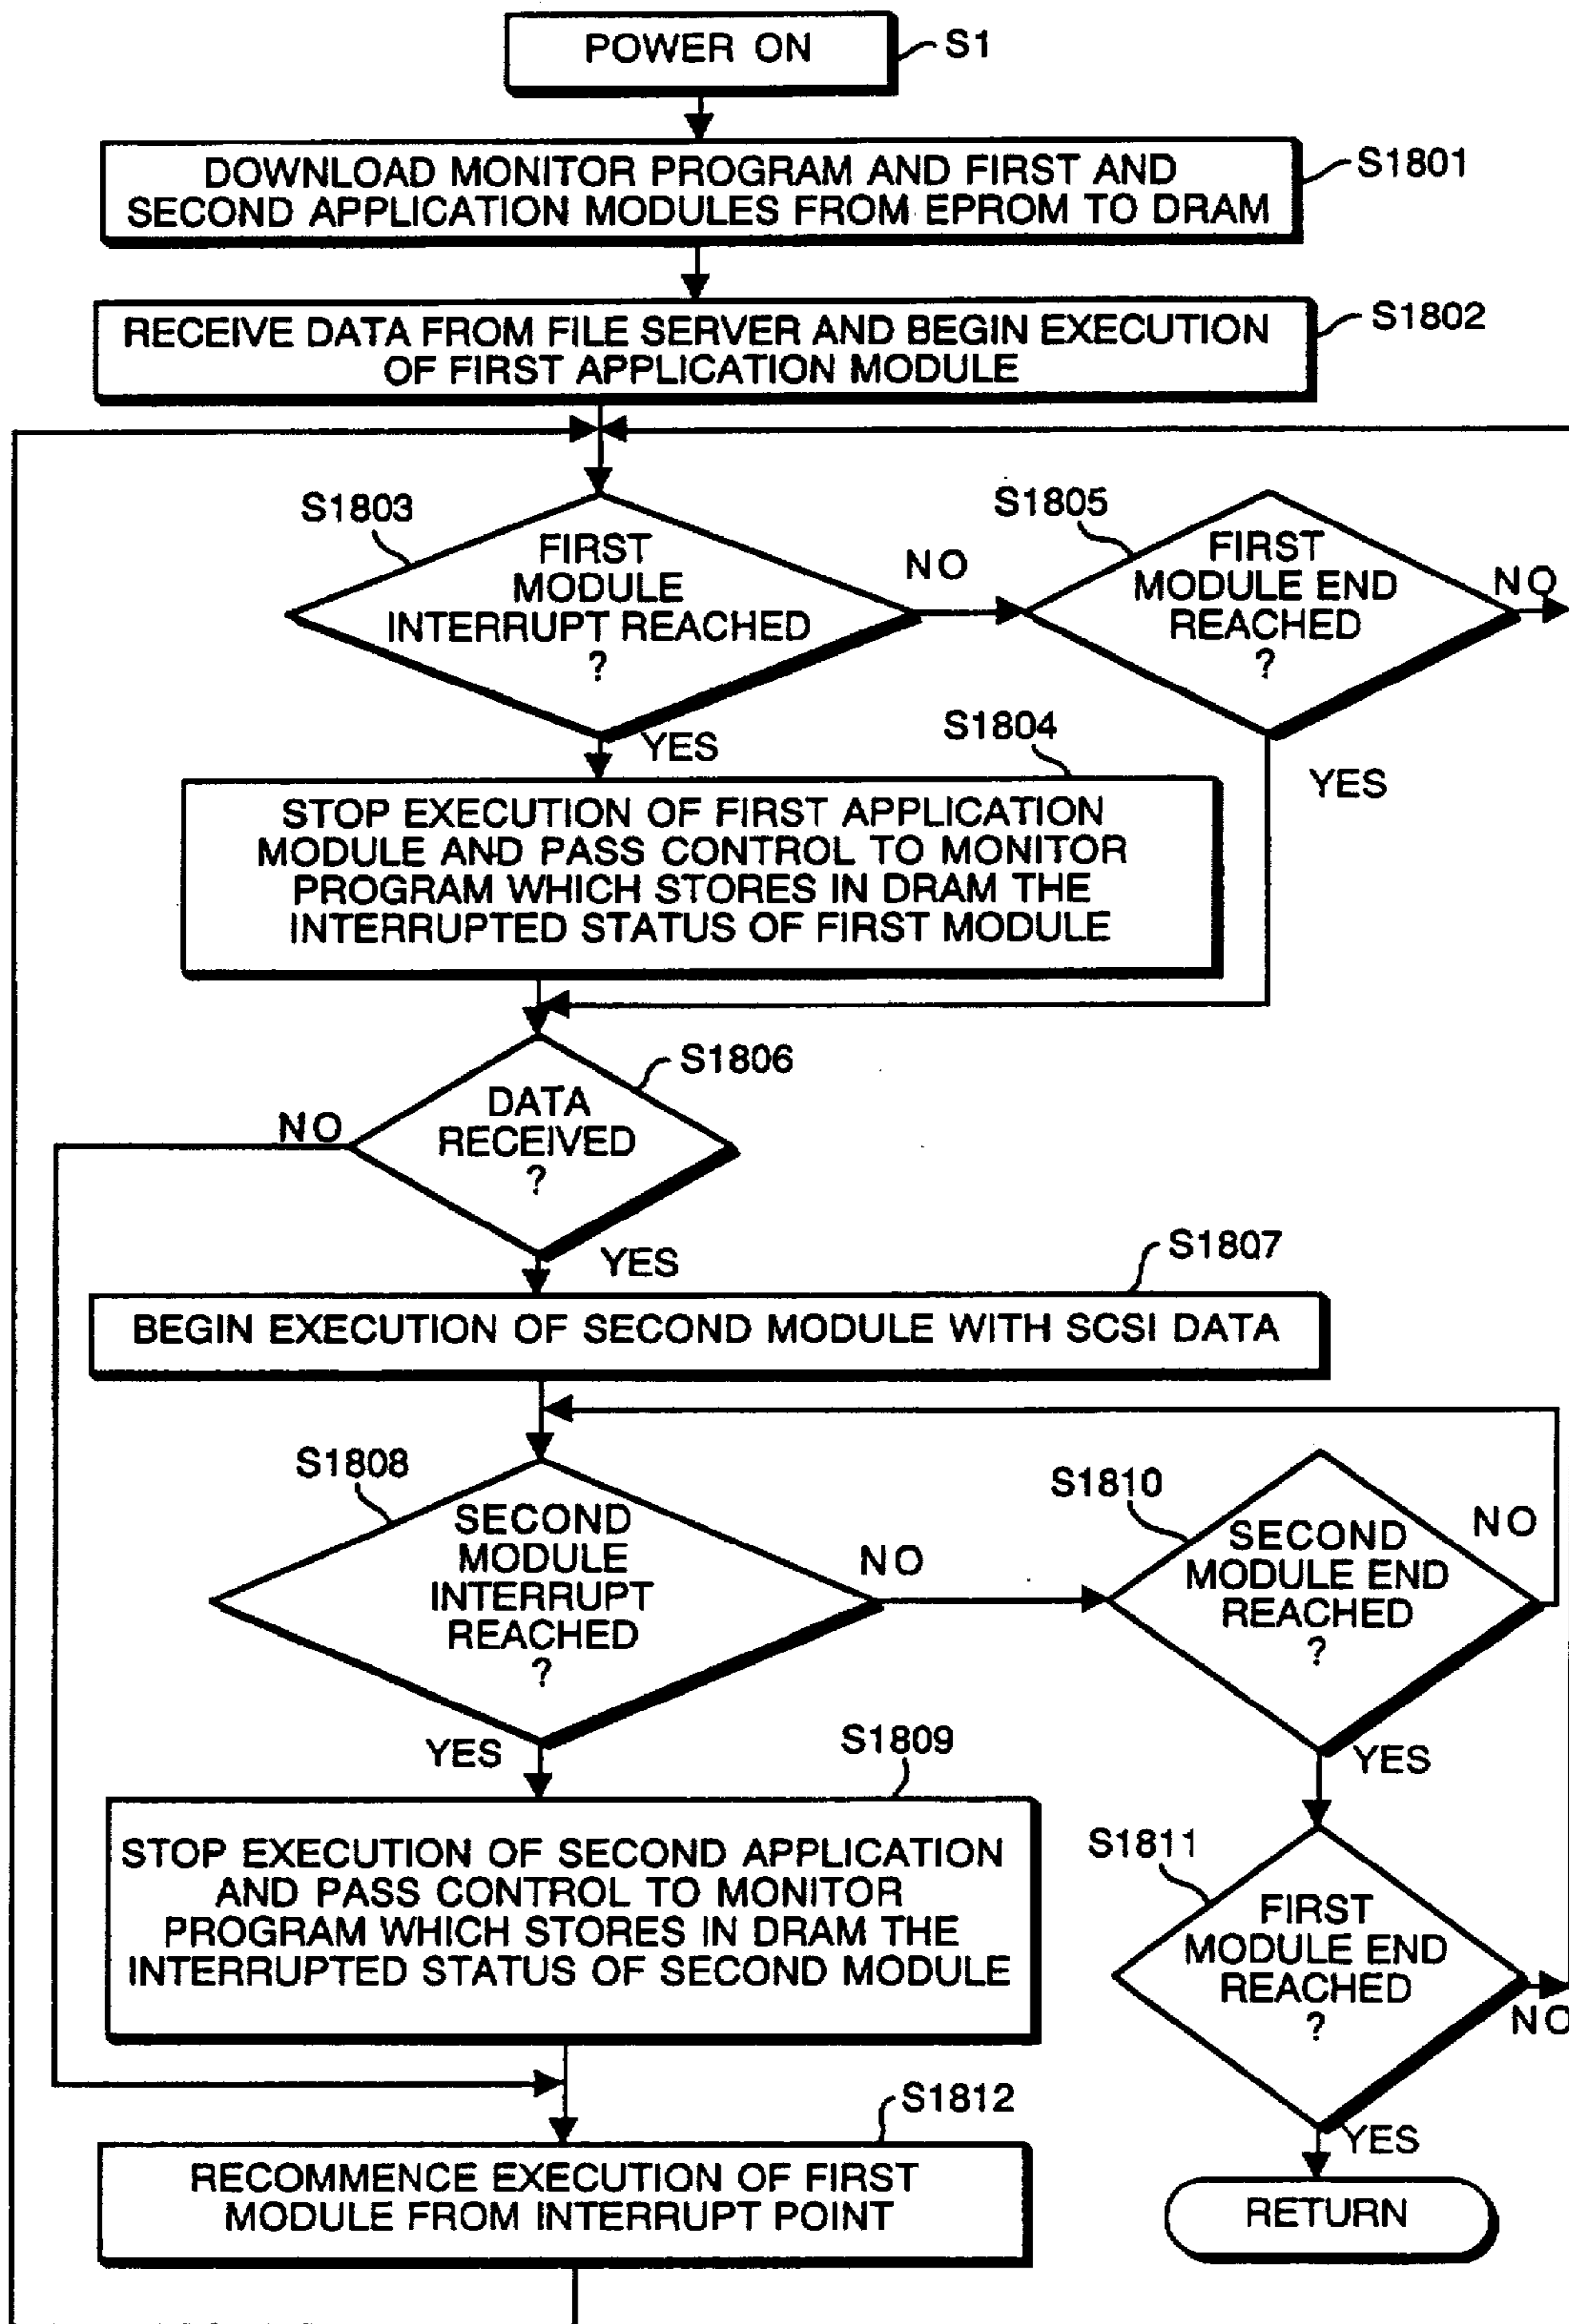 POWER ON
S1
DOWNLOAD MONITOR PROGRAM AND FIRST AND
SECOND APPLICATION MODULES FROM EPROM TO DRAM
S1801
RECEIVE DATA FROM FILE SERVER AND BEGIN EXECUTION
OF FIRST APPLICATION MODULE
S1802
S1803
FIRST
MODULE
INTERRUPT REACHED
?
NO
S1805
FIRST
MODULE END
REACHED
?
NO
YES
YES
S1804
STOP EXECUTION OF FIRST APPLICATION
MODULE AND PASS CONTROL TO MONITOR
PROGRAM WHICH STORES IN DRAM THE
INTERRUPTED STATUS OF FIRST MODULE
S1806
DATA
RECEIVED
?
NO
YES
S1807
BEGIN EXECUTION OF SECOND MODULE WITH SCSI DATA
S1808
SECOND
MODULE
INTERRUPT
REACHED
?
NO
S1810
SECOND
MODULE END
REACHED
?
NO
YES
YES
S1809
STOP EXECUTION OF SECOND APPLICATION
AND PASS CONTROL TO MONITOR
PROGRAM WHICH STORES IN DRAM THE
INTERRUPTED STATUS OF SECOND MODULE
S1811
FIRST
MODULE END
REACHED
?
NO
YES
S1812
RECOMMENCE EXECUTION OF FIRST
MODULE FROM INTERRUPT POINT
RETURN